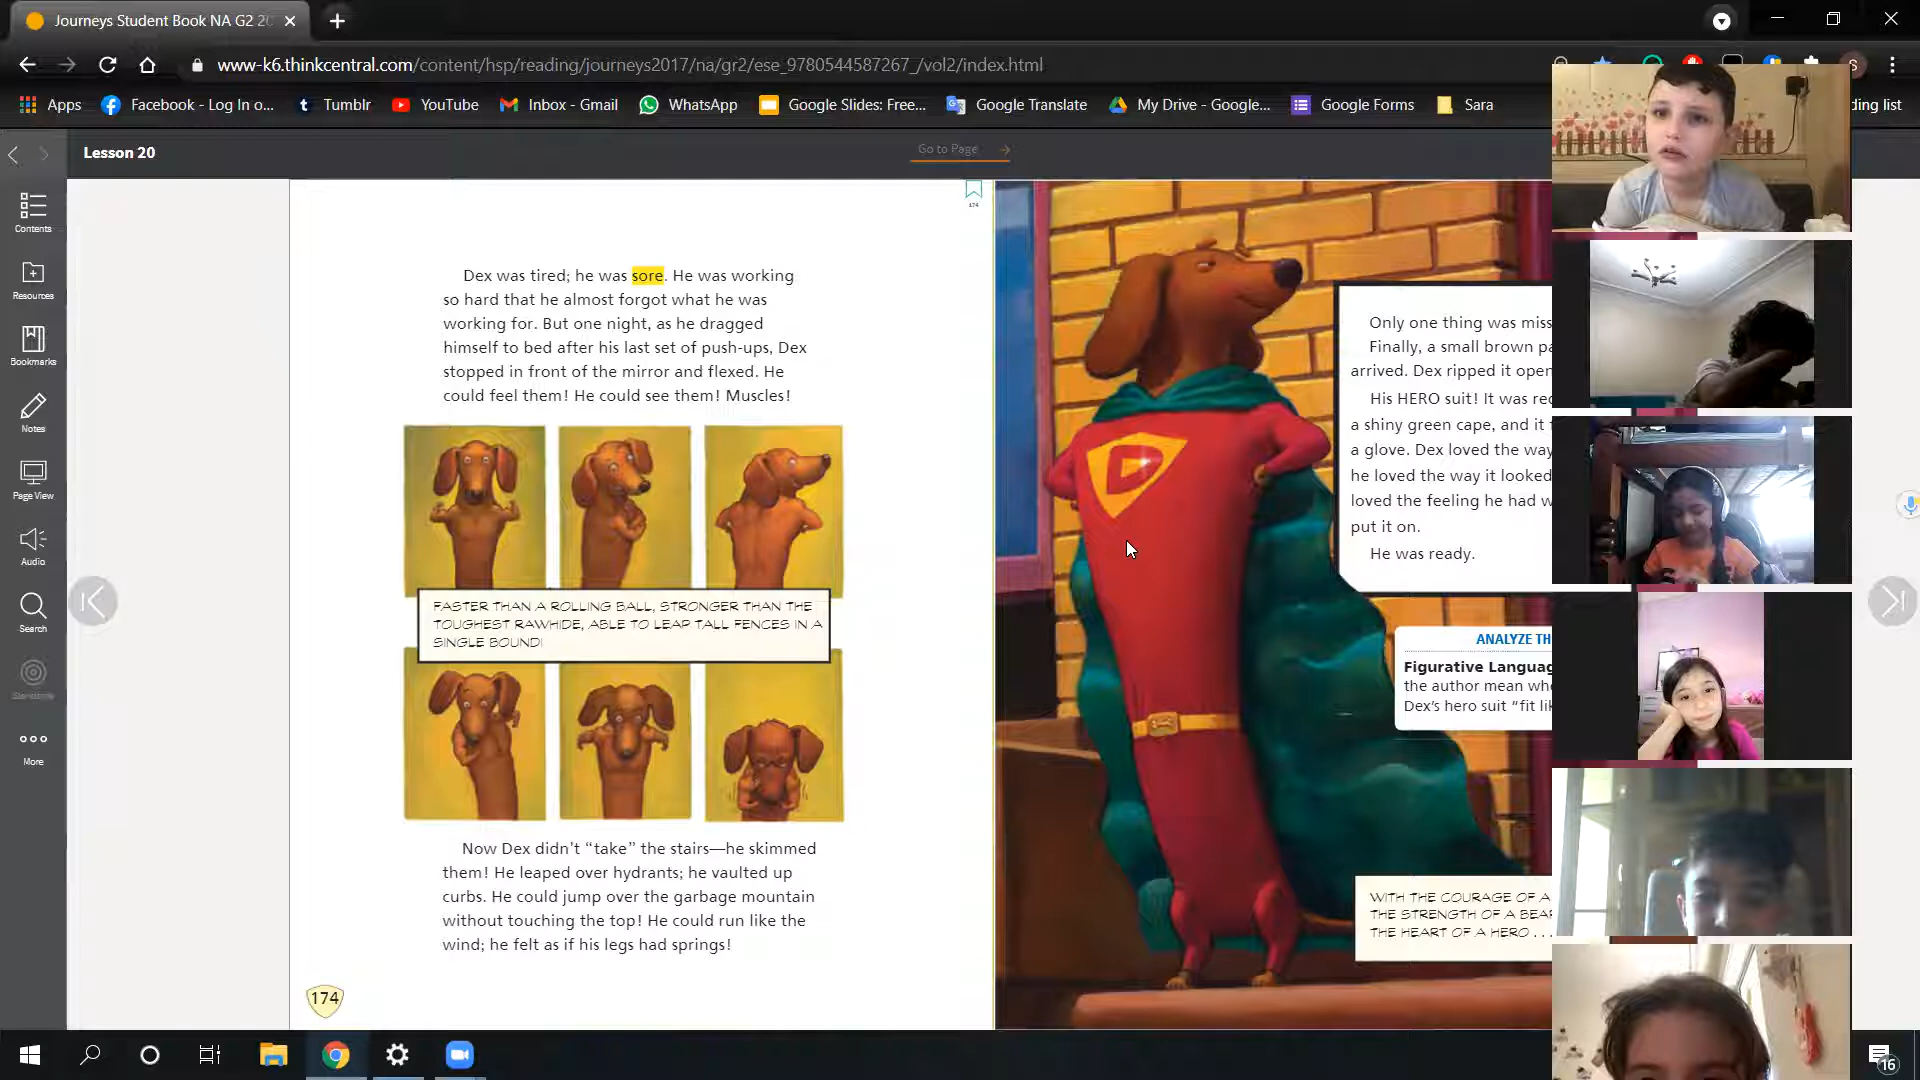 Journeys Student Book NA G2 20
www-k6.thinkcentral.com/content/hsp/reading/journeys2017/na/gr2/ese_9780544587267_/vol2/index.html
S
Apps
Facebook - Log In o...
Tumblr
YouTube
Inbox - Gmail
WhatsApp
Google Slides: Free...
Google Translate
My Drive - Google...
Google Forms
Sara
ding list
Lesson 20
Go to Page
Contents
Resources
Bookmarks
Notes
Page View
Audio
Search
Standards
More
174
Dex was tired; he was sore. He was working
so hard that he almost forgot what he was
working for. But one night, as he dragged
himself to bed after his last set of push-ups, Dex
stopped in front of the mirror and flexed. He
could feel them! He could see them! Muscles!
FASTER THAN A ROLLING BALL, STRONGER THAN THE
TOUGHEST RAWHIDE, ABLE TO LEAP TALL FENCES IN A
SINGLE BOUND!
Now Dex didn't “take” the stairs—he skimmed
them! He leaped over hydrants; he vaulted up
curbs. He could jump over the garbage mountain
without touching the top! He could run like the
wind; he felt as if his legs had springs!
174
D
Only one thing was miss
Finally, a small brown pa
arrived. Dex ripped it open
His HERO suit! It was red
a shiny green cape, and it f
a glove. Dex loved the way
he loved the way it looked
loved the feeling he had w
put it on.
He was ready.
ANALYZE TH
Figurative Languag
the author mean whe
Dex's hero suit “fit lik
WITH THE COURAGE OF A
THE STRENGTH OF A BEAR
THE HEART OF A HERO . . .
16